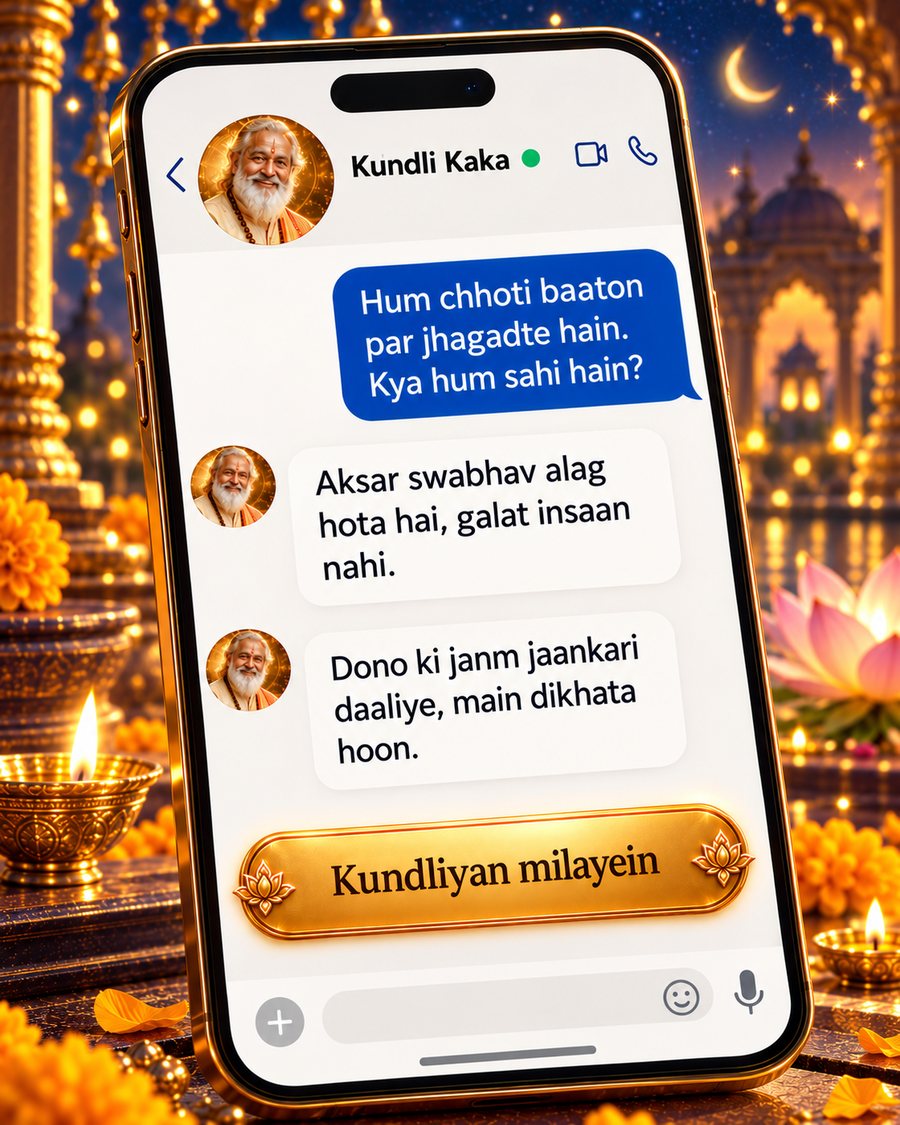 Kundli Kaka
Hum chhoti baaton
par jhagadte hain.
Kya hum sahi hain?
Aksar swabhav alag
hota hai, galat insaan
nahi.
Dono ki janm jaankari
daaliye, main dikhata
hoon.
Kundliyan milayein